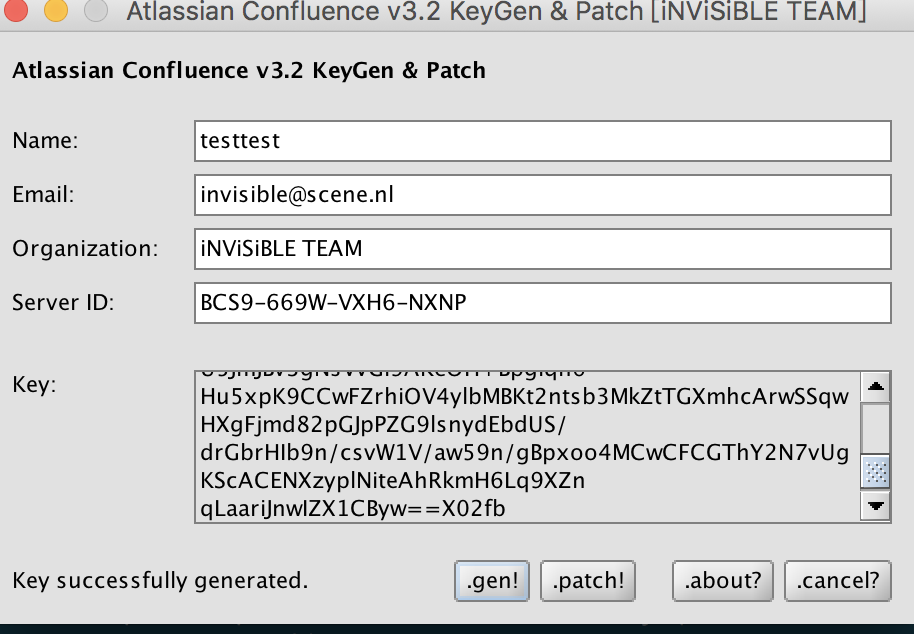 Atlassian Confluence v3.2 KeyGen & Patch [iNViSiBLE TEAM]
Atlassian Confluence v3.2 KeyGen & Patch
Name:
testtest
Email:
invisible@scene.nl
Organization:
iNViSiBLE TEAM
Server ID:
BCS9-669W-VXH6-NXNP
Key:
Hu5xpK9CCwFZrhiOV4ylbMBKt2ntsb3MkZtTGXmhcArwSSqw
HXgFjmd82pGJpPZG9lsnydEbdUS/
drGbrHIb9n/csvW1V/aw59n/gBpxoo4MCwCFCGThY2N7vUg
KScACENXzyplNiteAhRkmH6Lq9XZn
qLaariJnwIZX1CByw==X02fb
Key successfully generated.
.gen!
.patch!
.about?
.cancel?